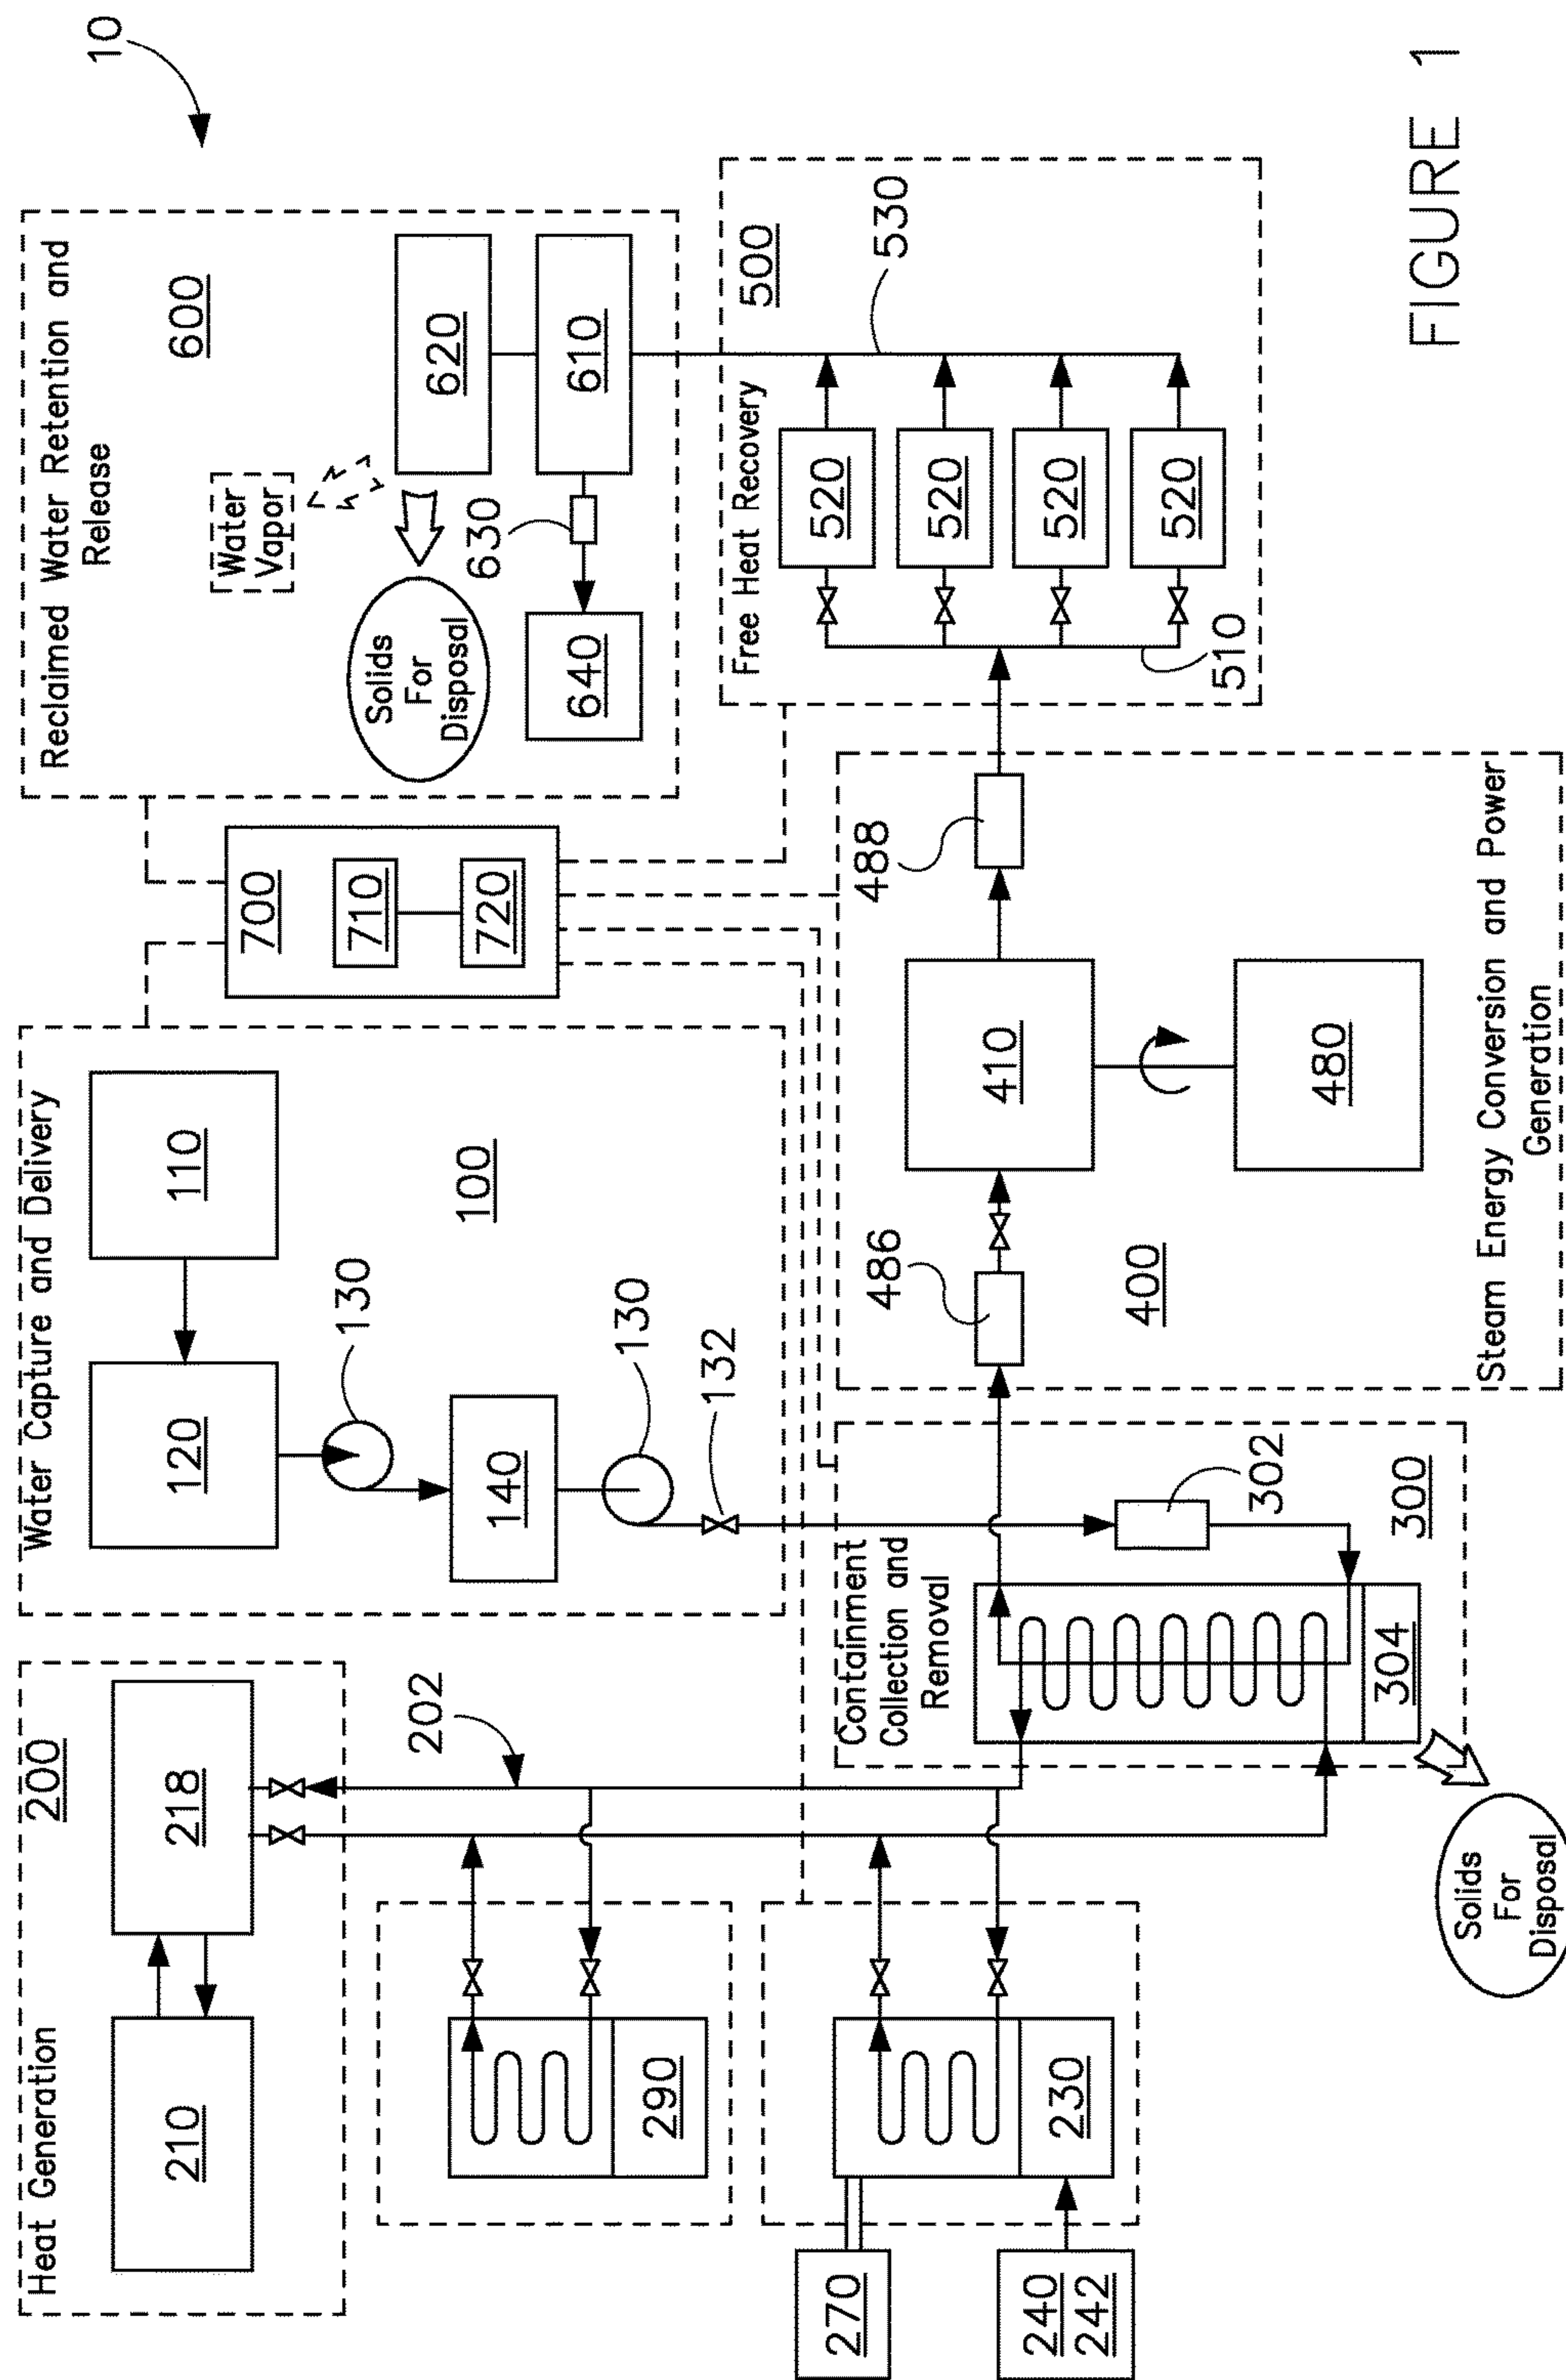 10
Heat Generation
200
210
218
202
290
230
270
240
242
Water Capture and Delivery
100
110
120
130
140
130
132
Reclaimed Water Retention and
Release
600
Water
Vapor
Solids
For
Disposal
620
610
630
640
700
710
720
Containment
Collection and
Removal
300
302
304
Solids
For
Disposal
400
486
410
480
488
Steam Energy Conversion and Power
Generation
Free Heat Recovery
500
510
520
520
520
520
530
FIGURE 1